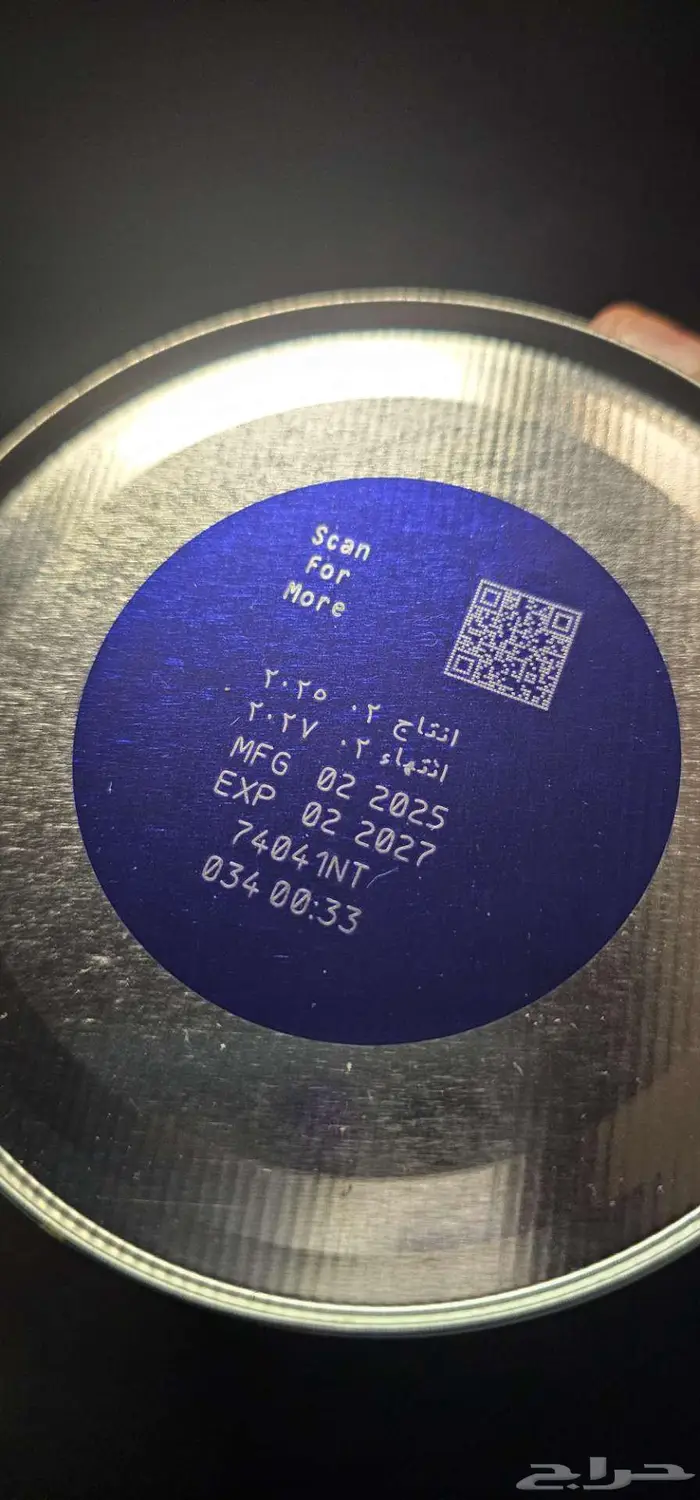 Scan
For
More
انتاج ٠٢ ٢٠٢٥
انتهاء ٠٢ ٢٠٢٧
MFG 02 2025
EXP 02 2027
74041NT
034 00:33
حراج